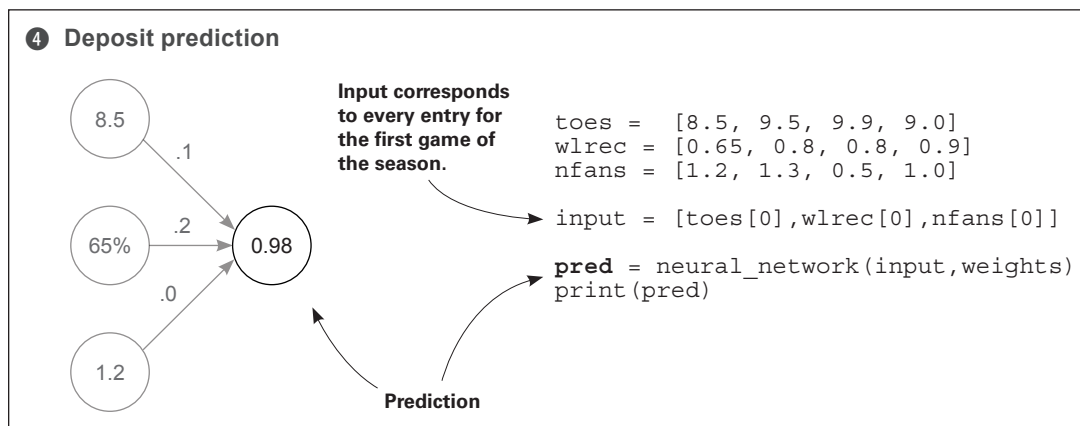 4 Deposit prediction
8.5
.1
65%
.2
0.98
.0
1.2
Input corresponds
to every entry for
the first game of
the season.
toes = [8.5, 9.5, 9.9, 9.0]
wlrec = [0.65, 0.8, 0.8, 0.9]
nfans = [1.2, 1.3, 0.5, 1.0]
input = [toes[0],wlrec[0],nfans[0]]
pred = neural_network(input,weights)
print(pred)
Prediction